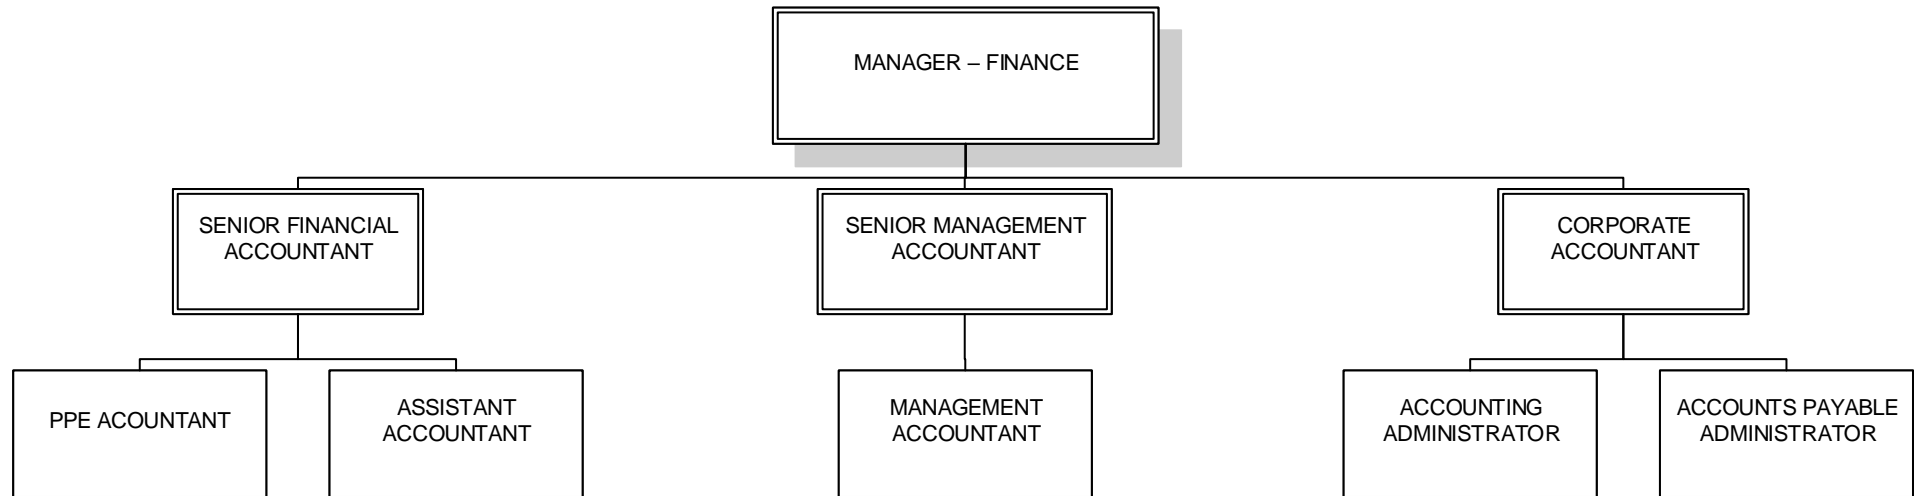 MANAGER – FINANCE
SENIOR FINANCIAL
ACCOUNTANT
SENIOR MANAGEMENT
ACCOUNTANT
CORPORATE
ACCOUNTANT
PPE ACOUNTANT
ASSISTANT
ACCOUNTANT
MANAGEMENT
ACCOUNTANT
ACCOUNTING
ADMINISTRATOR
ACCOUNTS PAYABLE
ADMINISTRATOR